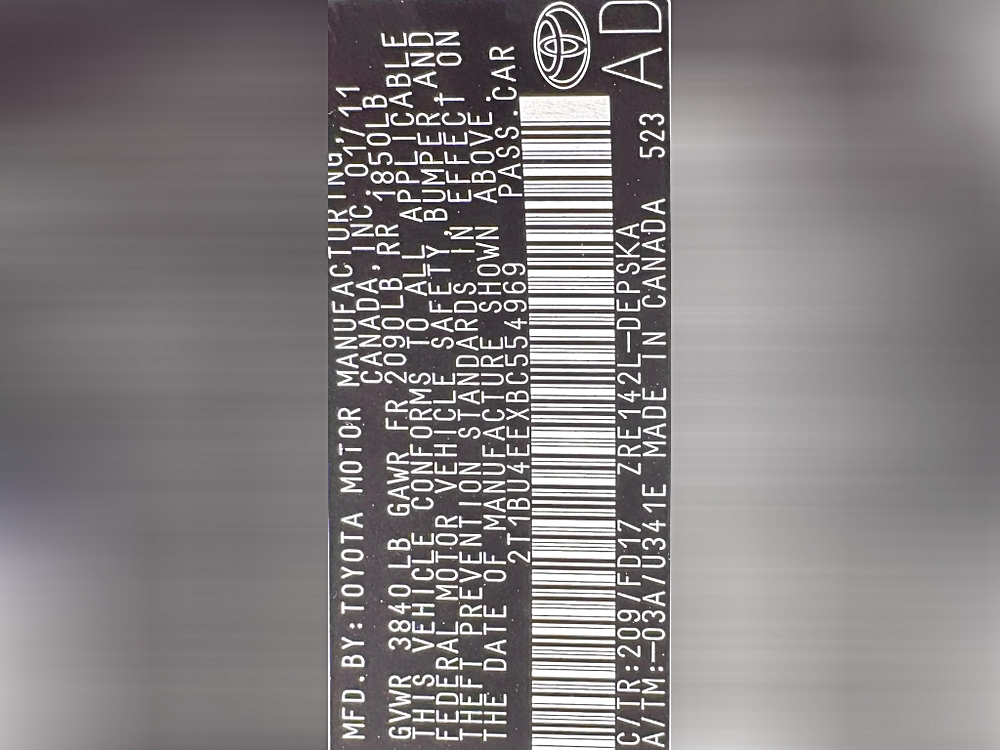 MFD.BY:TOYOTA MOTOR MANUFACTURING,
CANADA, INC. 01/11
GVWR 3840LB GAWR FR 2090LB, RR 1850LB
THIS VEHICLE CONFORMS TO ALL APPLICABLE
FEDERAL MOTOR VEHICLE SAFETY, BUMPER, AND
THEFT PREVENTION STANDARDS IN EFFECT ON
THE DATE OF MANUFACTURE SHOWN ABOVE.
2T1BU4EEXBC554969 PASS.CAR
C/TR:209/FD17 ZRE142L-DEPSKA
A/TM:-03A/U341E MADE IN CANADA 523
AD